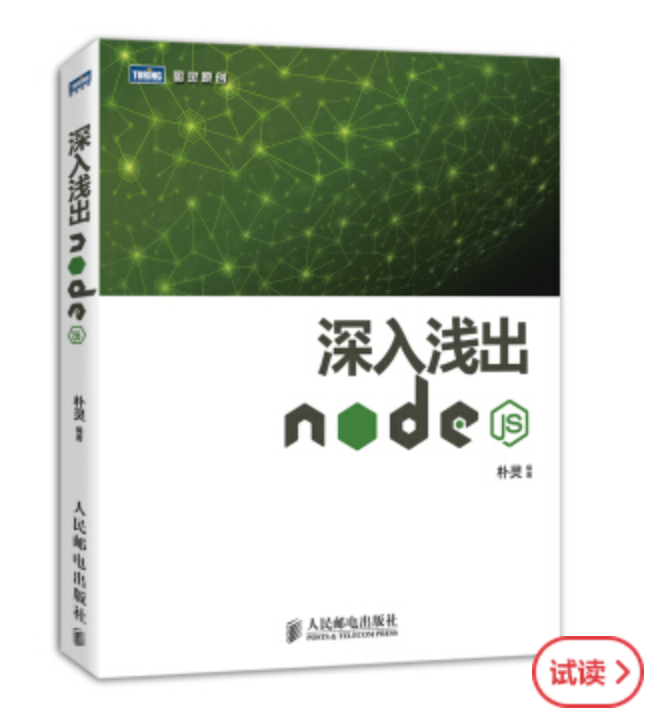 TURING 图灵原创
深入浅出
node JS
朴灵 编著
人民邮电出版社
POSTS & TELECOM PRESS
深入浅出
node JS
朴灵 编著
人民邮电出版社
试读